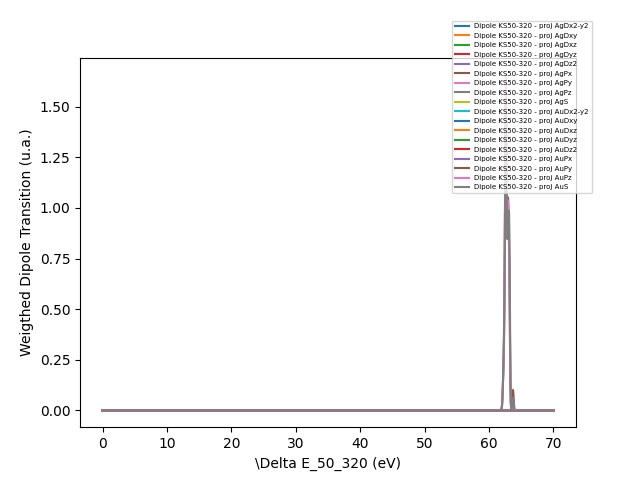 Dipole KS50-320 - proj AgDx2-y2
Dipole KS50-320 - proj AgDxy
Dipole KS50-320 - proj AgDxz
Dipole KS50-320 - proj AgDyz
Dipole KS50-320 - proj AgDz2
Dipole KS50-320 - proj AgPx
Dipole KS50-320 - proj AgPy
Dipole KS50-320 - proj AgPz
Dipole KS50-320 - proj AgS
Dipole KS50-320 - proj AuDx2-y2
Dipole KS50-320 - proj AuDxy
Dipole KS50-320 - proj AuDxz
Dipole KS50-320 - proj AuDyz
Dipole KS50-320 - proj AuDz2
Dipole KS50-320 - proj AuPx
Dipole KS50-320 - proj AuPy
Dipole KS50-320 - proj AuPz
Dipole KS50-320 - proj AuS
Weigthed Dipole Transition (u.a.)
1.50
1.25
1.00
0.75
0.50
0.25
0.00
0 10 20 30 40 50 60 70
\Delta E_50_320 (eV)